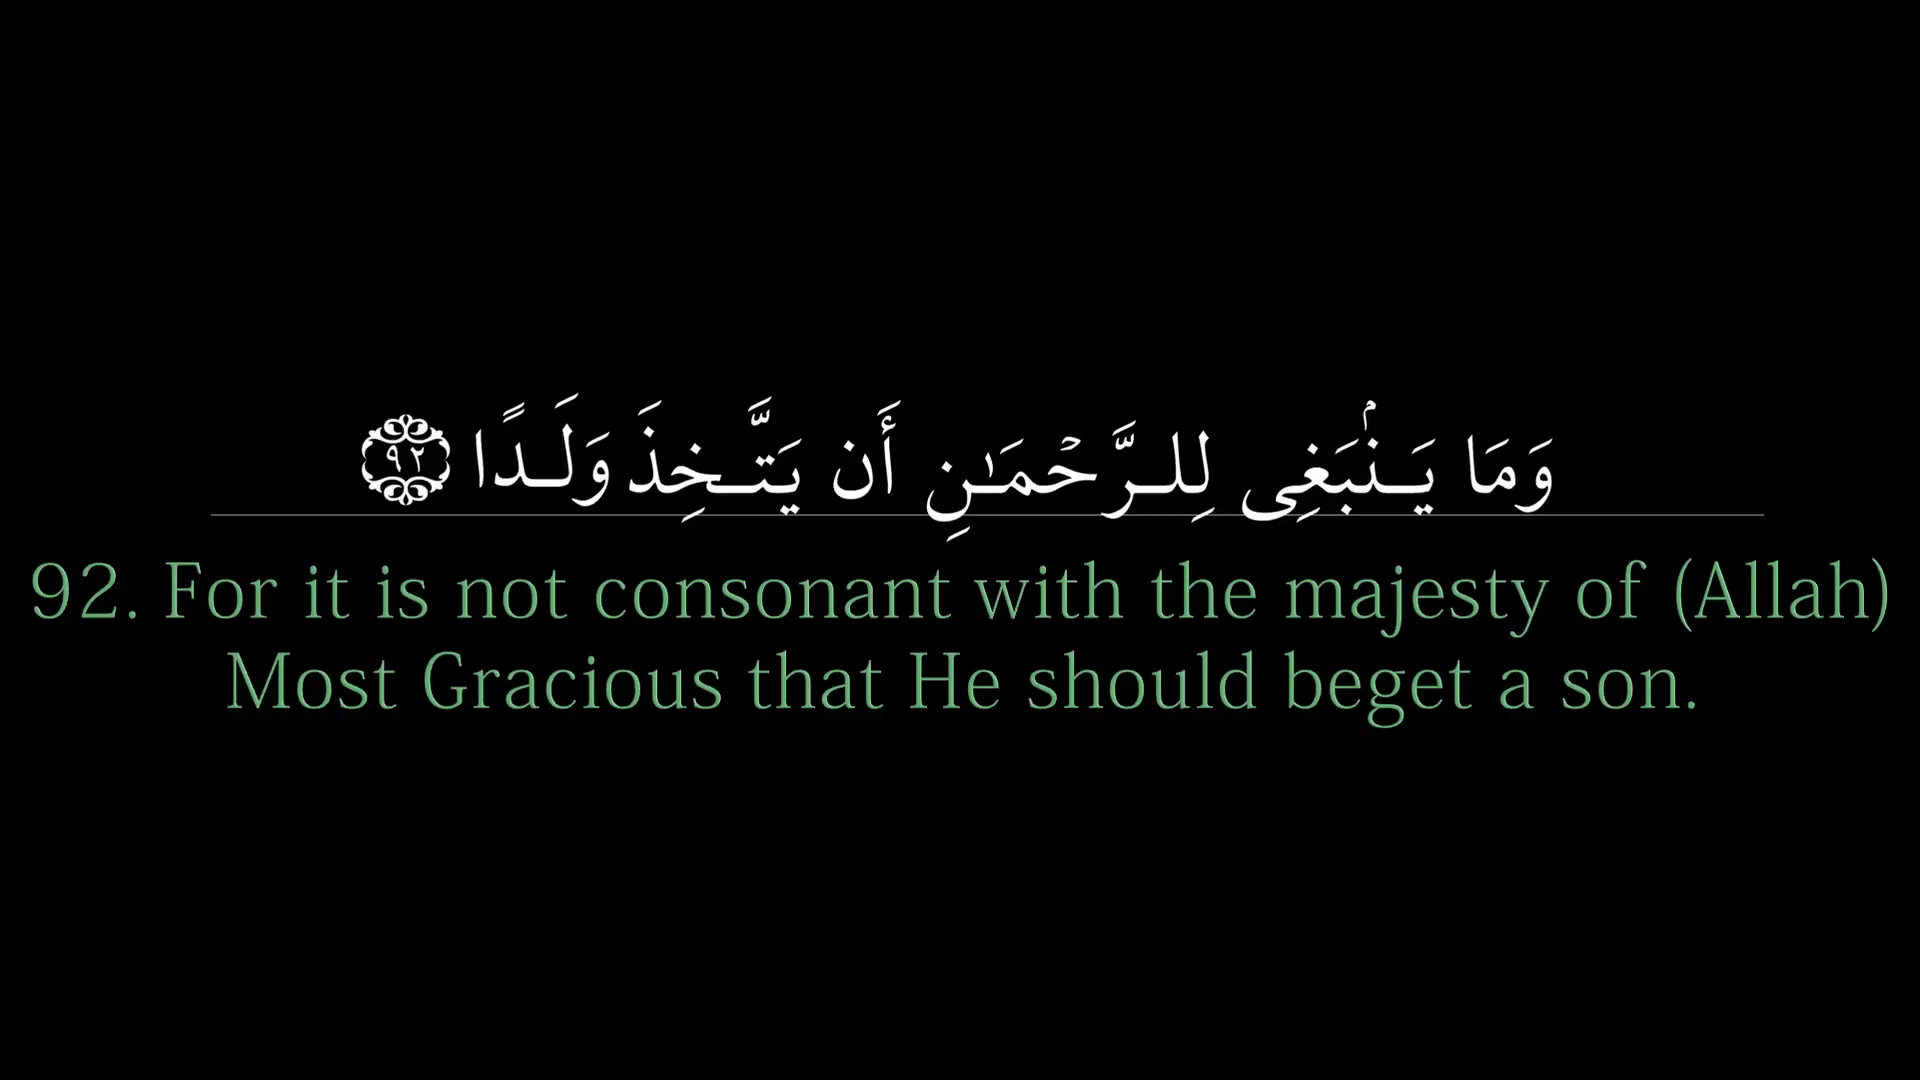 وَمَا يَنۢبَغِى لِلرَّحْمَـٰنِ أَن يَتَّخِذَ وَلَدًا ٩٢
92. For it is not consonant with the majesty of (Allah)
Most Gracious that He should beget a son.